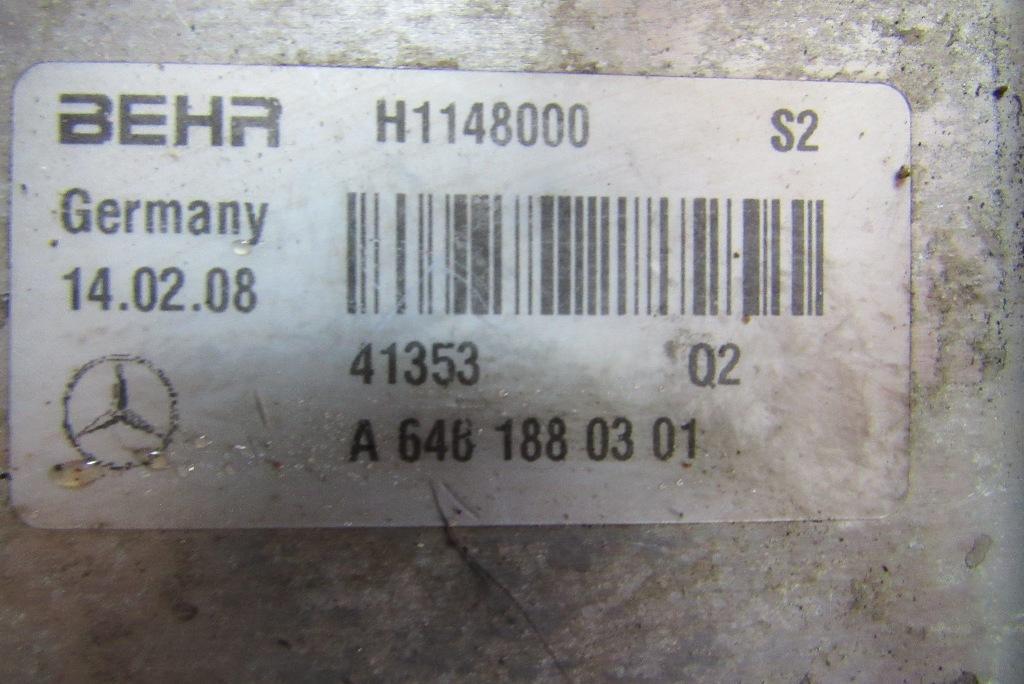 BEHR H1148000 S2
Germany
14.02.08
41353 Q2
A 646 188 03 01